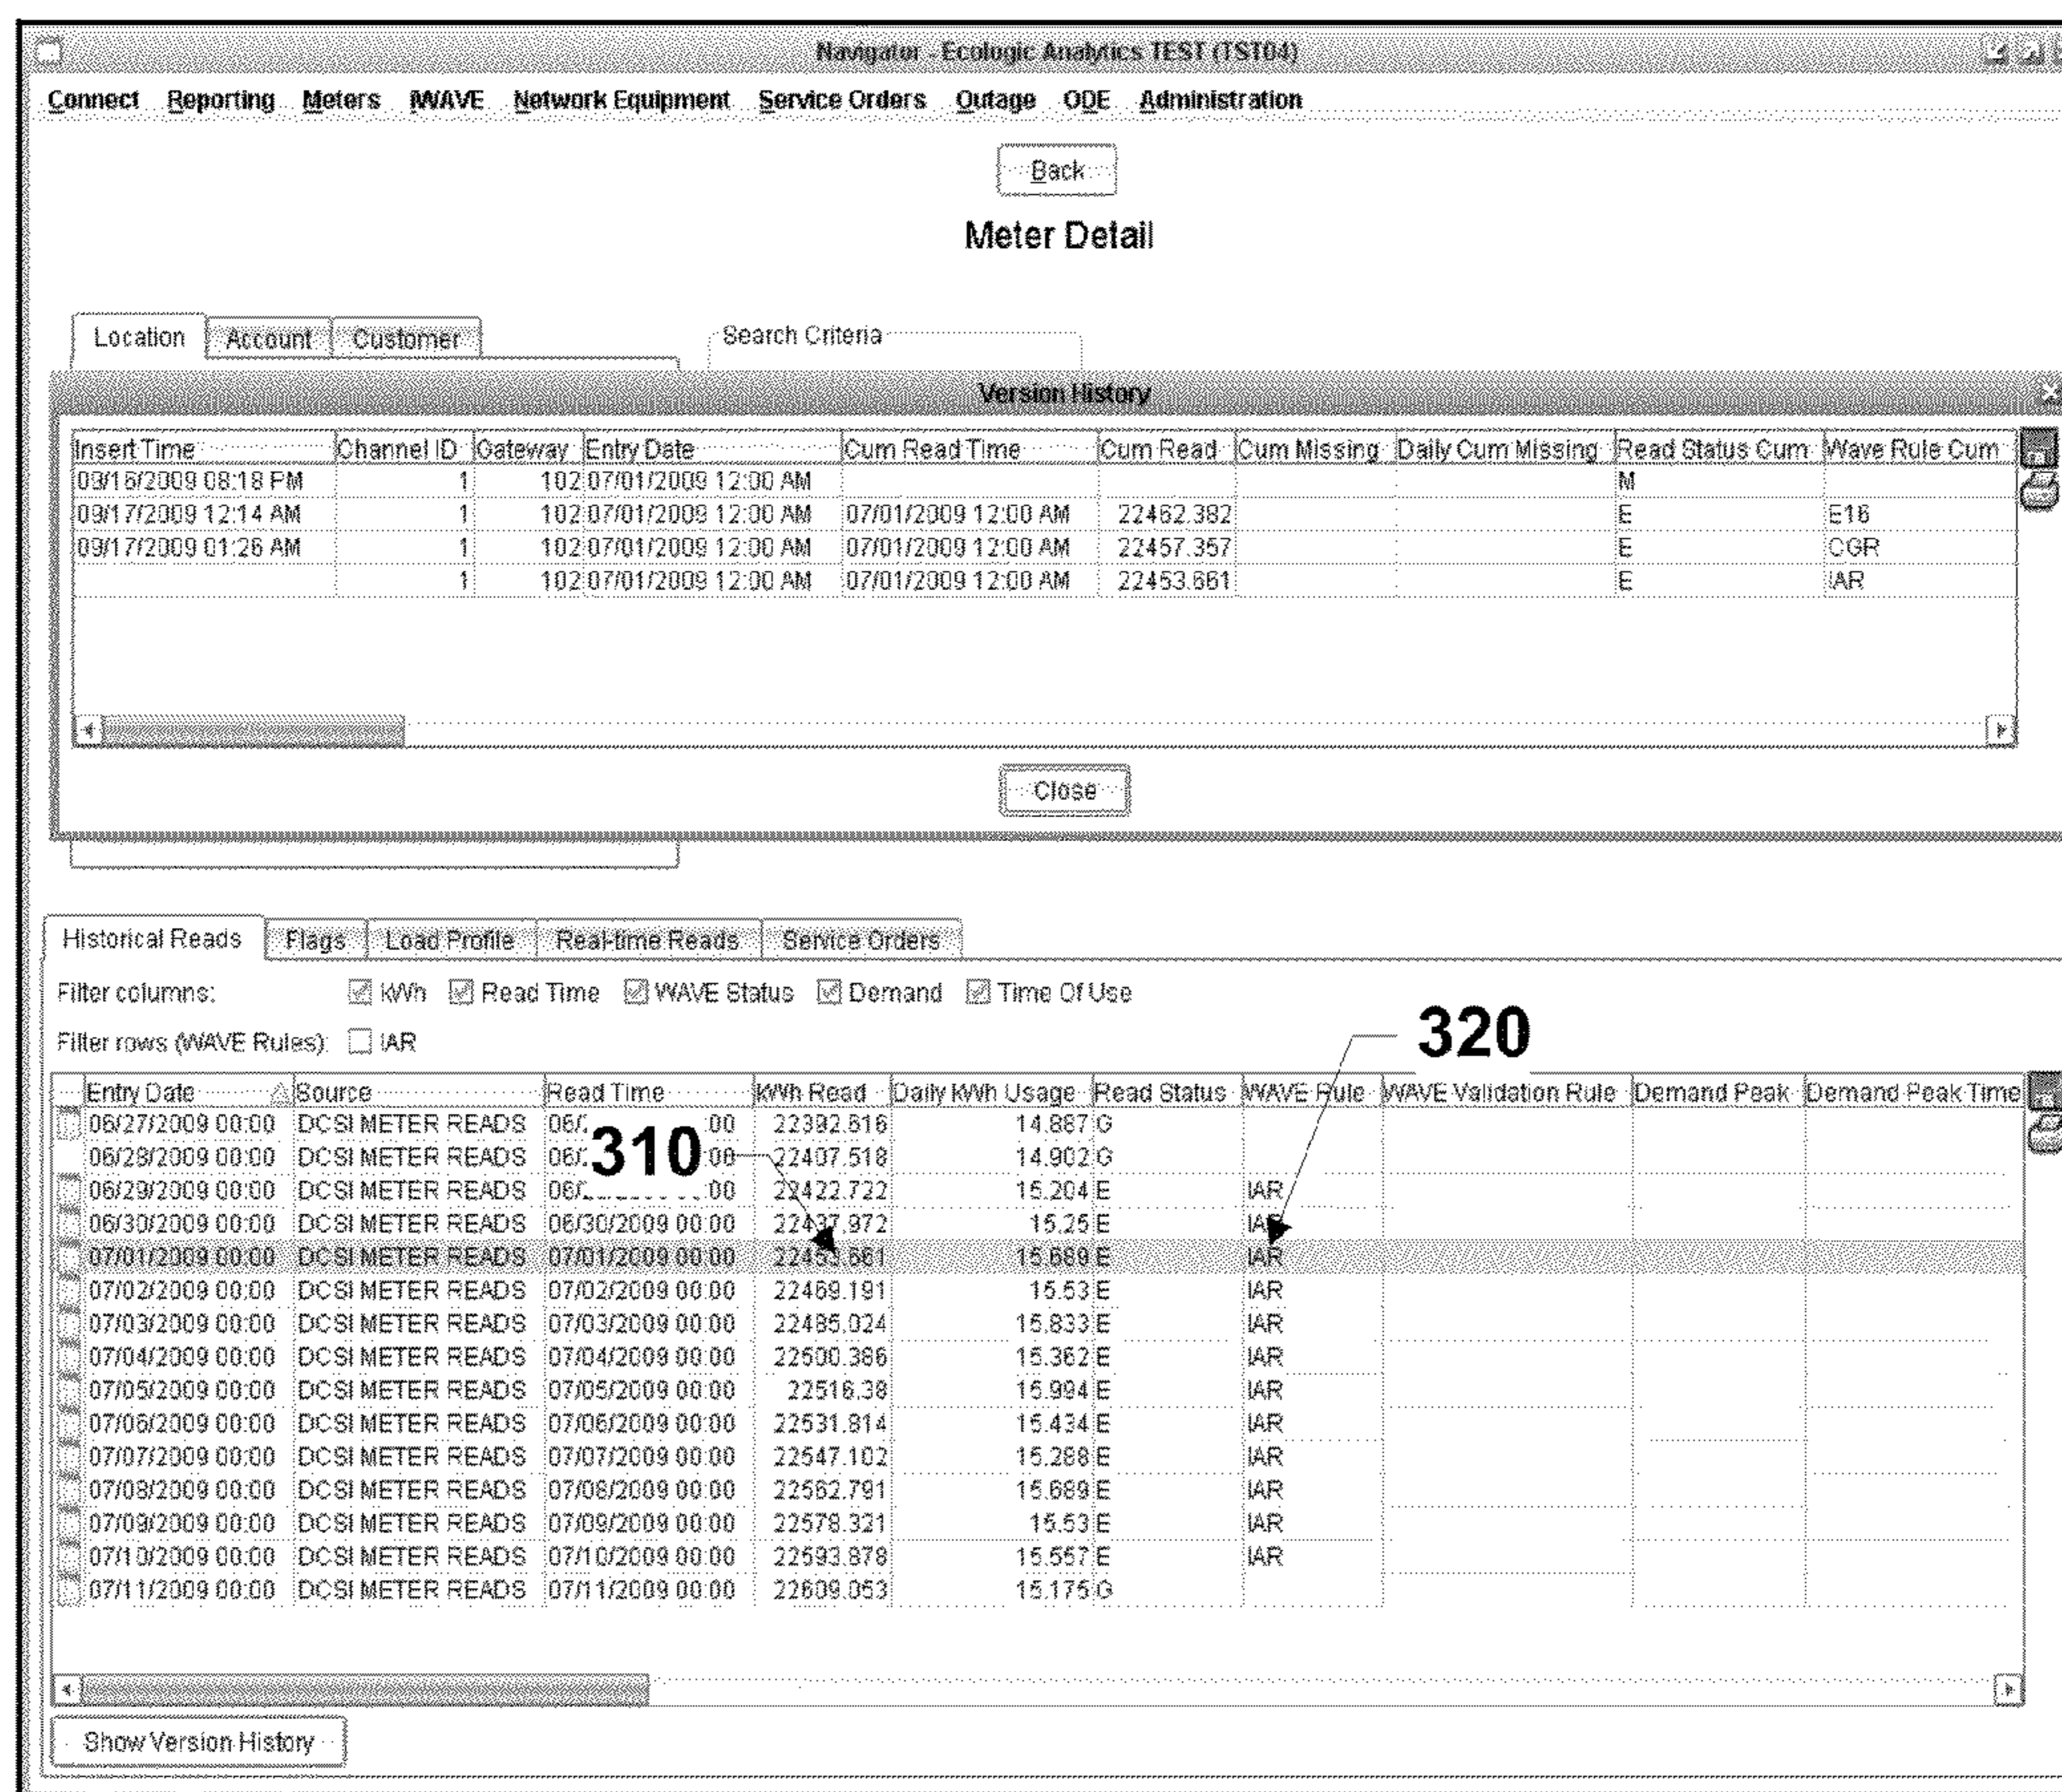 Navigator - Ecologic Analytics TEST (TST04)
Connect Reporting Meters IWAVE Network Equipment Service Orders Outage ODE Administration
Back
Meter Detail
Location Account Customer Search Criteria
Version History
Insert Time Channel ID Gateway Entry Date Cum Read Time Cum Read Cum Missing Daily Cum Missing Read Status Cum Wave Rule Cum
09/16/2009 08:18 PM 1 102 07/01/2009 12:00 AM M
09/17/2009 12:14 AM 1 102 07/01/2009 12:00 AM 07/01/2009 12:00 AM 22462.382 E E16
09/17/2009 01:26 AM 1 102 07/01/2009 12:00 AM 07/01/2009 12:00 AM 22457.357 E CGR
1 102 07/01/2009 12:00 AM 07/01/2009 12:00 AM 22453.661 E IAR
Close
Historical Reads Flags Load Profile Real-time Reads Service Orders
Filter columns: kWh Read Time WAVE Status Demand Time Of Use
320
Filter rows (WAVE Rules): IAR
Entry Date Source Read Time kWh Read Daily kWh Usage Read Status WAVE Rule WAVE Validation Rule Demand Peak Demand Peak Time
06/27/2009 00:00 DCSI METER READS 06/ :00 22392.616 14.887 G
310
06/28/2009 00:00 DCSI METER READS 06/ :00 22407.518 14.902 G
06/29/2009 00:00 DCSI METER READS 06/ :00 22422.722 15.204 E IAR
06/30/2009 00:00 DCSI METER READS 06/30/2009 00:00 22437.972 15.25 E IAR
07/01/2009 00:00 DCSI METER READS 07/01/2009 00:00 22453.661 15.689 E IAR
07/02/2009 00:00 DCSI METER READS 07/02/2009 00:00 22469.191 15.53 E IAR
07/03/2009 00:00 DCSI METER READS 07/03/2009 00:00 22485.024 15.833 E IAR
07/04/2009 00:00 DCSI METER READS 07/04/2009 00:00 22500.386 15.362 E IAR
07/05/2009 00:00 DCSI METER READS 07/05/2009 00:00 22516.38 15.994 E IAR
07/06/2009 00:00 DCSI METER READS 07/06/2009 00:00 22531.814 15.434 E IAR
07/07/2009 00:00 DCSI METER READS 07/07/2009 00:00 22547.102 15.288 E IAR
07/08/2009 00:00 DCSI METER READS 07/08/2009 00:00 22562.791 15.689 E IAR
07/09/2009 00:00 DCSI METER READS 07/09/2009 00:00 22578.321 15.53 E IAR
07/10/2009 00:00 DCSI METER READS 07/10/2009 00:00 22593.878 15.557 E IAR
07/11/2009 00:00 DCSI METER READS 07/11/2009 00:00 22609.053 15.175 G
Show Version History